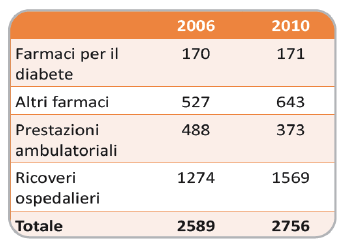 2006 2010
Farmaci per il
diabete 170 171
Altri farmaci 527 643
Prestazioni
ambulatoriali 488 373
Ricoveri
ospedalieri 1274 1569
Totale 2589 2756